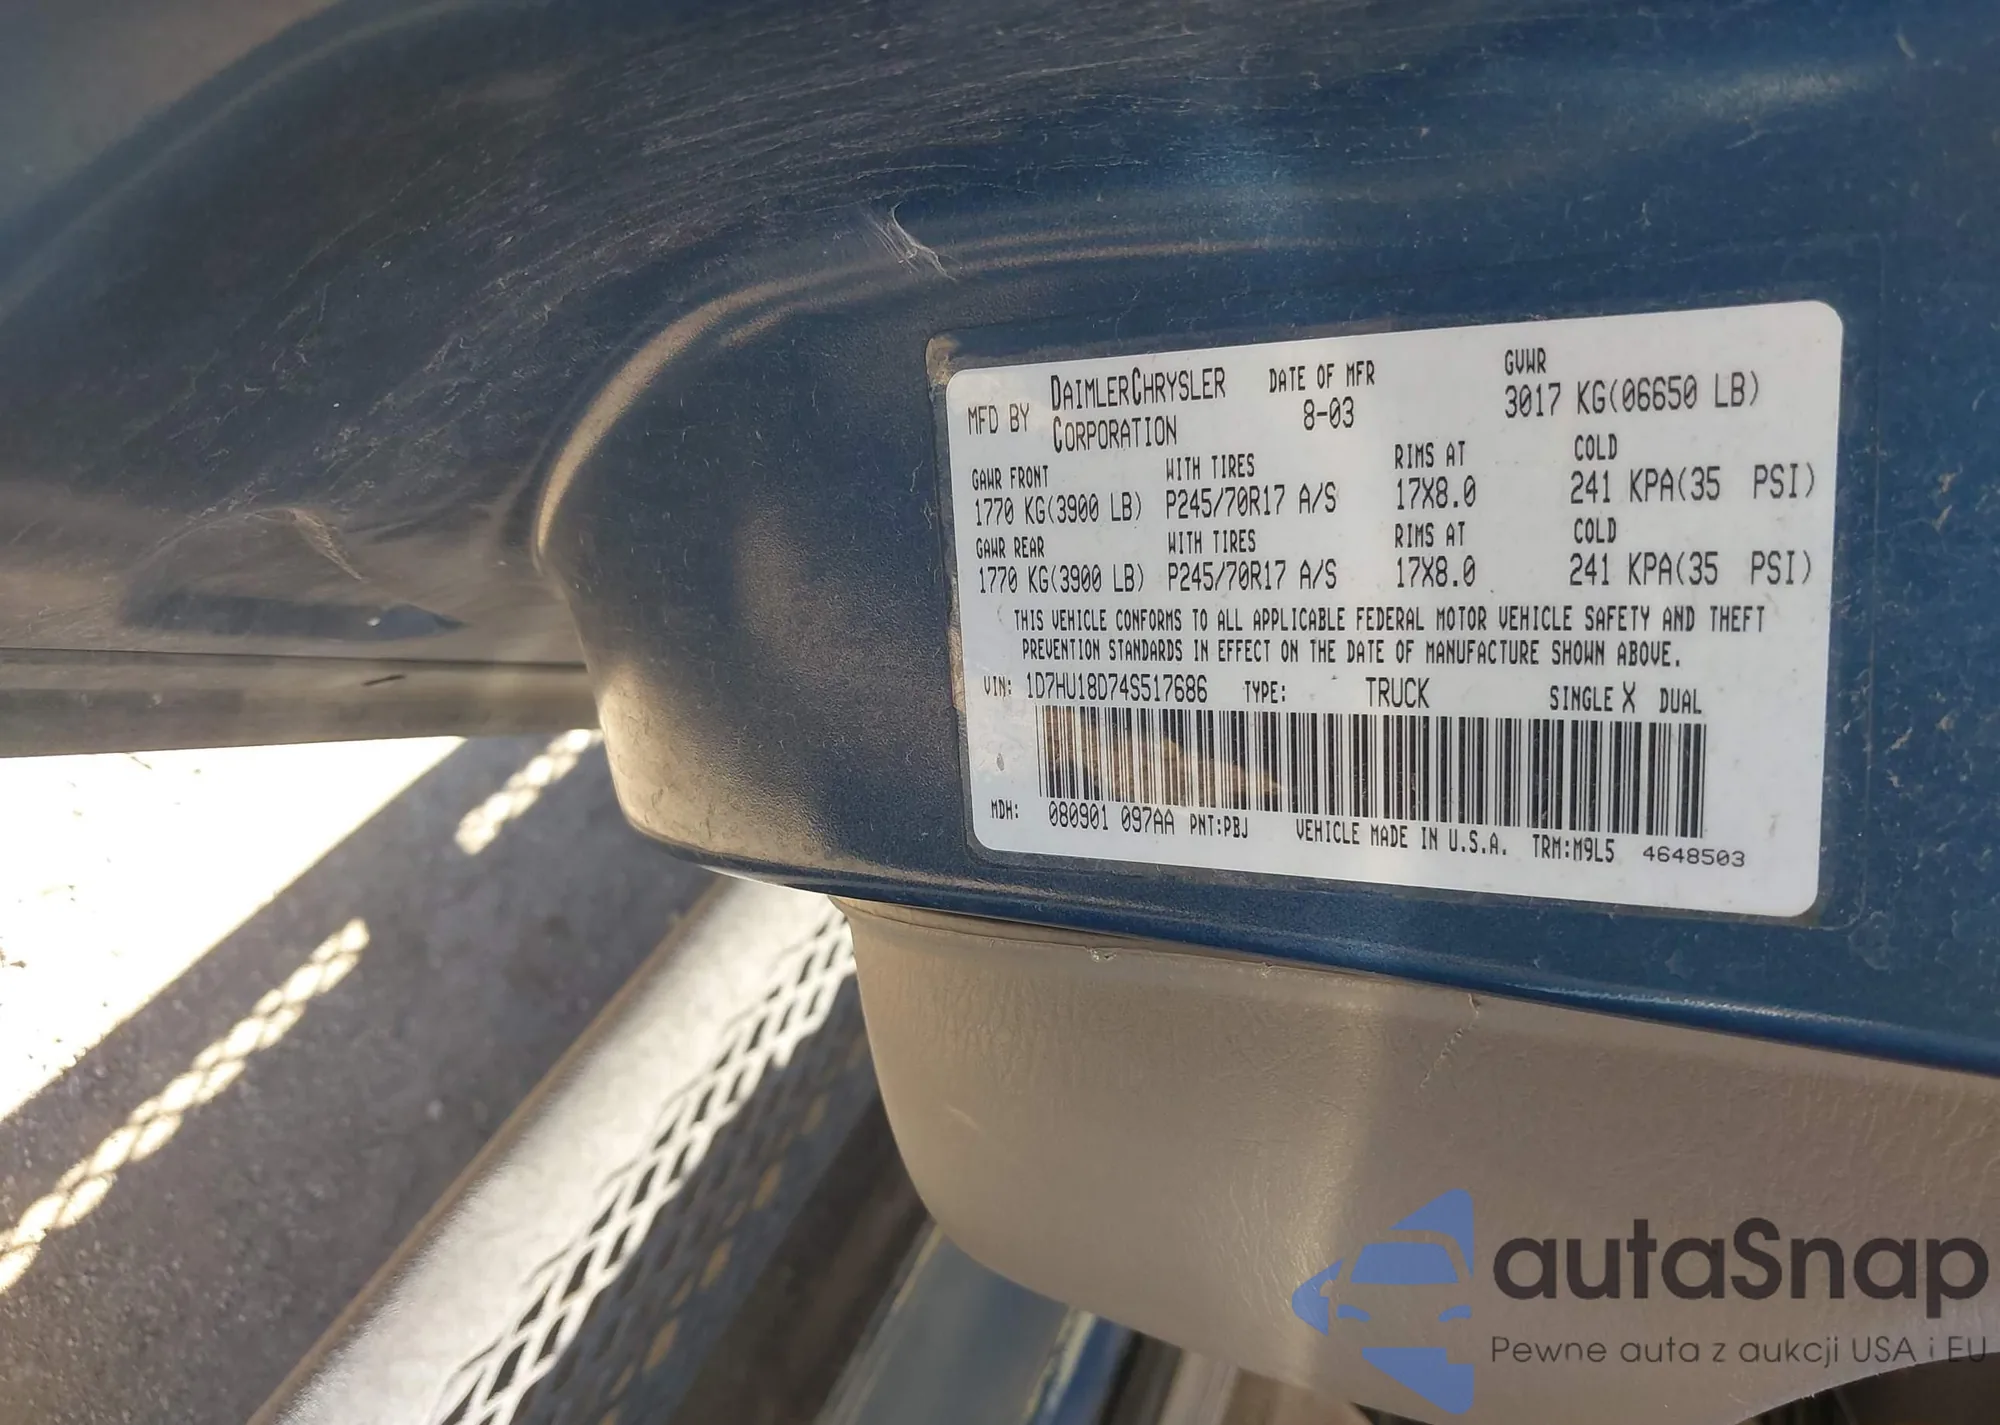 MFD BY DAIMLERCHRYSLER CORPORATION DATE OF MFR 8-03 GVWR 3017 KG(06650 LB)
GAWR FRONT WITH TIRES RIMS AT COLD
1770 KG(3900 LB) P245/70R17 A/S 17X8.0 241 KPA(35 PSI)
GAWR REAR WITH TIRES RIMS AT COLD
1770 KG(3900 LB) P245/70R17 A/S 17X8.0 241 KPA(35 PSI)
THIS VEHICLE CONFORMS TO ALL APPLICABLE FEDERAL MOTOR VEHICLE SAFETY AND THEFT
PREVENTION STANDARDS IN EFFECT ON THE DATE OF MANUFACTURE SHOWN ABOVE.
VIN: 1D7HU18D74S517686 TYPE: TRUCK SINGLE X DUAL
MDH: 080901 097AA PNT:PBJ VEHICLE MADE IN U.S.A. TRM:M9L5 4648503
autaSnap
Pewne auta z aukcji USA i EU